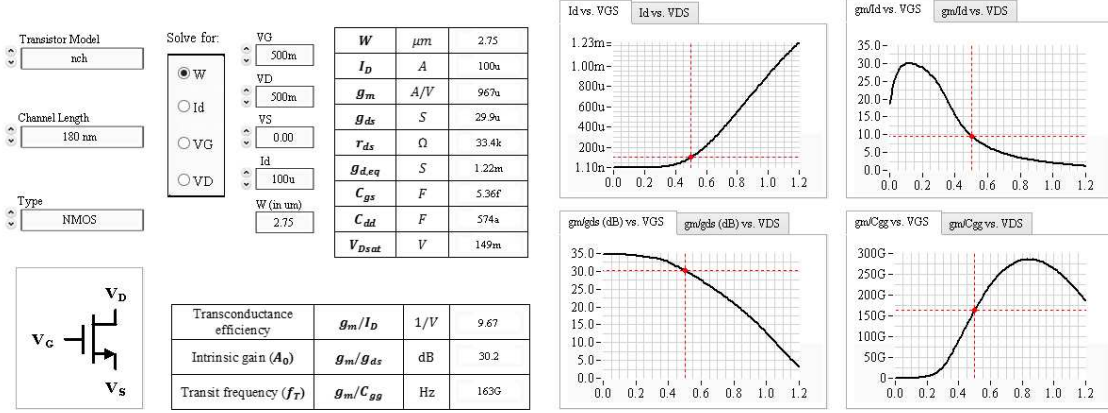 Transistor Model
nch
Channel Length
180 nm
Type
NMOS
Solve for:
W
Id
VG
VD
VG
500m
VD
500m
VS
0.00
Id
100u
W (in um)
2.75
W μm 2.75
I_D A 100u
g_m A/V 967u
g_ds S 29.9u
r_ds Ω 33.4k
g_d,eq S 1.22m
C_gs F 5.36f
C_dd F 574a
V_Dsat V 149m
V_D
V_G
V_S
Transconductance
efficiency g_m/I_D 1/V 9.67
Intrinsic gain (A_0) g_m/g_ds dB 30.2
Transit frequency (f_T) g_m/C_gg Hz 163G
Id vs. VGS Id vs. VDS
1.23m
1.00m
800u
600u
400u
200u
1.10n
0.0 0.2 0.4 0.6 0.8 1.0 1.2
gm/Id vs. VGS gm/Id vs. VDS
35.0
30.0
25.0
20.0
15.0
10.0
5.0
0.0
0.0 0.2 0.4 0.6 0.8 1.0 1.2
gm/gds (dB) vs. VGS gm/gds (dB) vs. VDS
35.0
30.0
25.0
20.0
15.0
10.0
5.0
0.0
0.0 0.2 0.4 0.6 0.8 1.0 1.2
gm/Cgg vs. VGS gm/Cgg vs. VDS
300G
250G
200G
150G
100G
50G
0
0.0 0.2 0.4 0.6 0.8 1.0 1.2